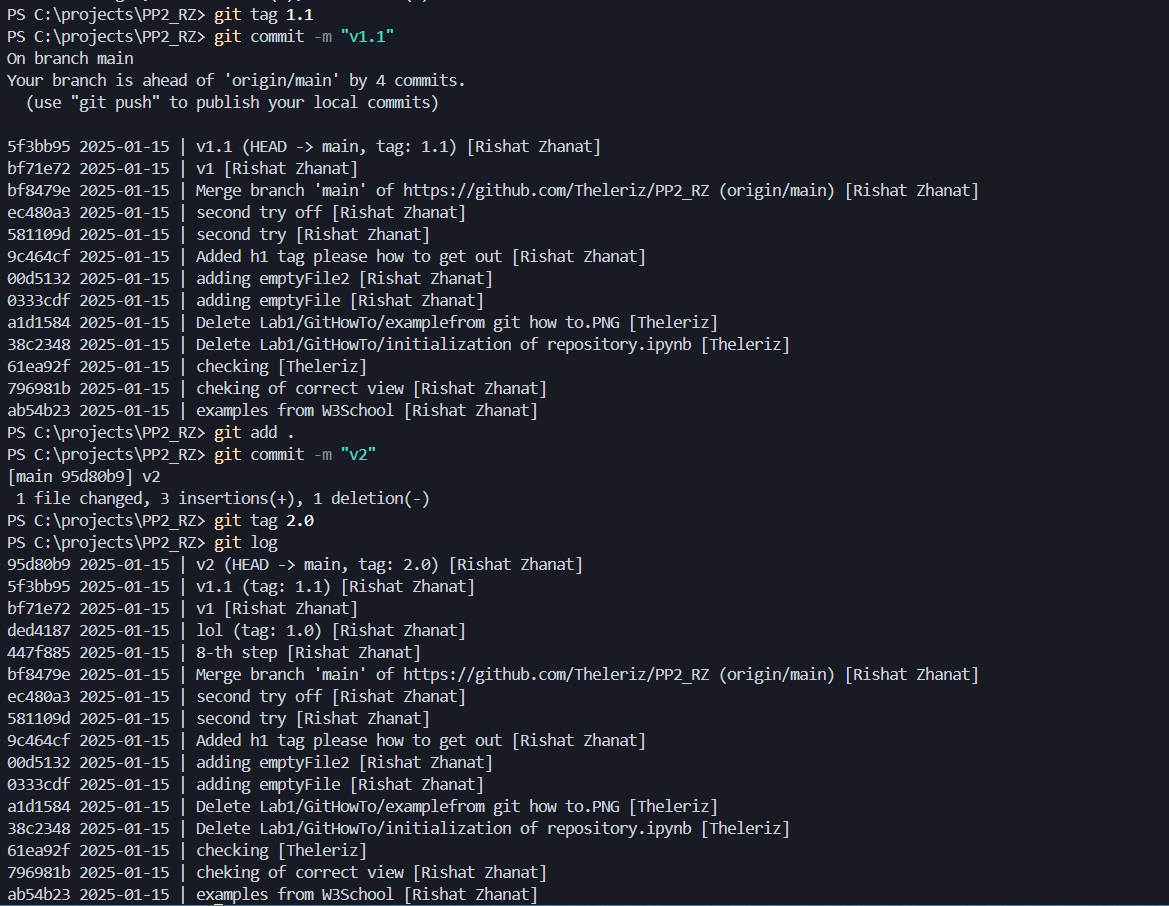 PS C:\projects\PP2_RZ> git tag 1.1
PS C:\projects\PP2_RZ> git commit -m "v1.1"
On branch main
Your branch is ahead of 'origin/main' by 4 commits.
  (use "git push" to publish your local commits)

5f3bb95 2025-01-15 | v1.1 (HEAD -> main, tag: 1.1) [Rishat Zhanat]
bf71e72 2025-01-15 | v1 [Rishat Zhanat]
bf8479e 2025-01-15 | Merge branch 'main' of https://github.com/Theleriz/PP2_RZ (origin/main) [Rishat Zhanat]
ec480a3 2025-01-15 | second try off [Rishat Zhanat]
581109d 2025-01-15 | second try [Rishat Zhanat]
9c464cf 2025-01-15 | Added h1 tag please how to get out [Rishat Zhanat]
00d5132 2025-01-15 | adding emptyFile2 [Rishat Zhanat]
0333cdf 2025-01-15 | adding emptyFile [Rishat Zhanat]
a1d1584 2025-01-15 | Delete Lab1/GitHowTo/examplefrom git how to.PNG [Theleriz]
38c2348 2025-01-15 | Delete Lab1/GitHowTo/initialization of repository.ipynb [Theleriz]
61ea92f 2025-01-15 | checking [Theleriz]
796981b 2025-01-15 | cheking of correct view [Rishat Zhanat]
ab54b23 2025-01-15 | examples from W3School [Rishat Zhanat]
PS C:\projects\PP2_RZ> git add .
PS C:\projects\PP2_RZ> git commit -m "v2"
[main 95d80b9] v2
 1 file changed, 3 insertions(+), 1 deletion(-)
PS C:\projects\PP2_RZ> git tag 2.0
PS C:\projects\PP2_RZ> git log
95d80b9 2025-01-15 | v2 (HEAD -> main, tag: 2.0) [Rishat Zhanat]
5f3bb95 2025-01-15 | v1.1 (tag: 1.1) [Rishat Zhanat]
bf71e72 2025-01-15 | v1 [Rishat Zhanat]
ded4187 2025-01-15 | lol (tag: 1.0) [Rishat Zhanat]
447f885 2025-01-15 | 8-th step [Rishat Zhanat]
bf8479e 2025-01-15 | Merge branch 'main' of https://github.com/Theleriz/PP2_RZ (origin/main) [Rishat Zhanat]
ec480a3 2025-01-15 | second try off [Rishat Zhanat]
581109d 2025-01-15 | second try [Rishat Zhanat]
9c464cf 2025-01-15 | Added h1 tag please how to get out [Rishat Zhanat]
00d5132 2025-01-15 | adding emptyFile2 [Rishat Zhanat]
0333cdf 2025-01-15 | adding emptyFile [Rishat Zhanat]
a1d1584 2025-01-15 | Delete Lab1/GitHowTo/examplefrom git how to.PNG [Theleriz]
38c2348 2025-01-15 | Delete Lab1/GitHowTo/initialization of repository.ipynb [Theleriz]
61ea92f 2025-01-15 | checking [Theleriz]
796981b 2025-01-15 | cheking of correct view [Rishat Zhanat]
ab54b23 2025-01-15 | examples from W3School [Rishat Zhanat]